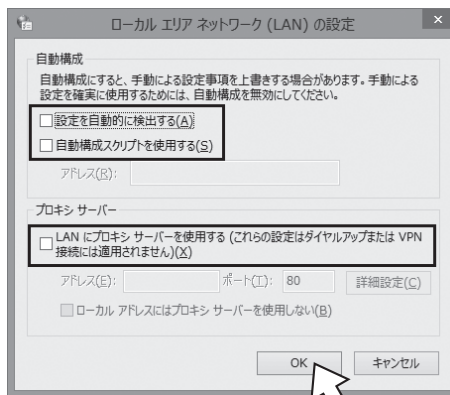 ローカル エリア ネットワーク (LAN) の設定
自動構成
自動構成にすると、手動による設定事項を上書きする場合があります。手動による
設定を確実に使用するためには、自動構成を無効にしてください。
設定を自動的に検出する(A)
自動構成スクリプトを使用する(S)
アドレス(R):
プロキシ サーバー
LAN にプロキシ サーバーを使用する (これらの設定はダイヤルアップまたは VPN
接続には適用されません)(X)
アドレス(E): ポート(T): 80 詳細設定(C)
ローカル アドレスにはプロキシ サーバーを使用しない(B)
OK キャンセル